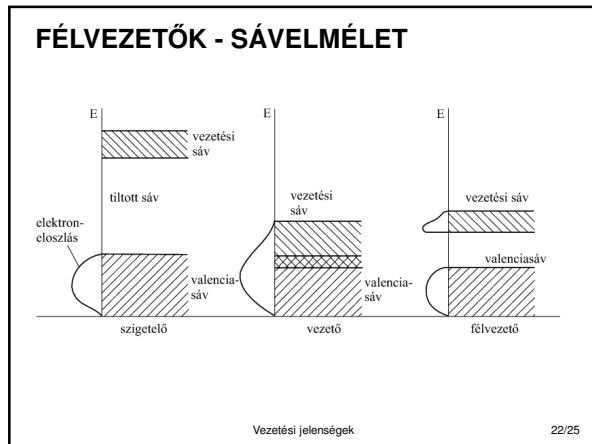 FÉLVEZETŐK - SÁVELMÉLET
E
vezetési
sáv
tiltott sáv
elektron-
eloszlás
valencia-
sáv
szigetelő
E
vezetési
sáv
valencia-
sáv
vezető
E
vezetési sáv
valenciasáv
félvezető
Vezetési jelenségek
22/25